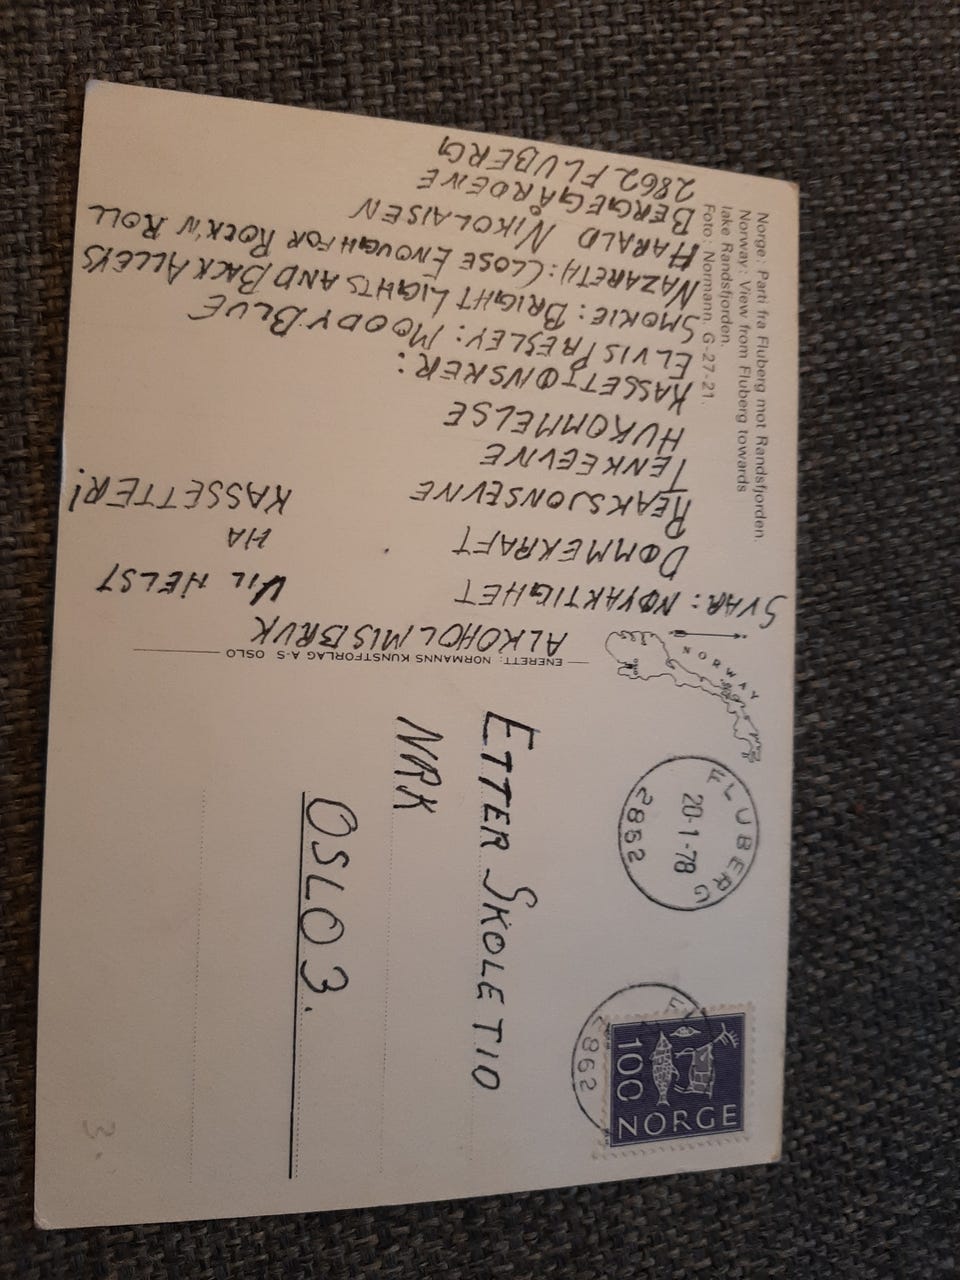 Norge: Parti fra Fluberg mot Randsfjorden.
Norway: View from Fluberg towards
lake Randsfjorden.
Foto: Normann. G-27-21.
ALKOHOLMISBRUK
SVAR: NØYAKTIGHET VIL HELST
DØMMEKRAFT HA
REAKSJONSEVNE KASSETTER!
TENKEEVNE
HUKOMMELSE
KASSETTØNSKER:
ELVIS PRESLEY: MOODY BLUE
SMOKIE: BRIGHT LIGHTS AND BACK ALLEYS
NAZARETH: CLOSE ENOUGH FOR ROCK'N ROLL
HARALD NIKOLAISEN
BERGEGÅRDENE
2862 FLUBERG
ENERETT: NORMANNS KUNSTFORLAG A-S OSLO
NORWAY
FLUBERG
20-1-78
2862
2862
100
NORGE
ETTER SKOLETID
NRK
OSLO 3.
3.